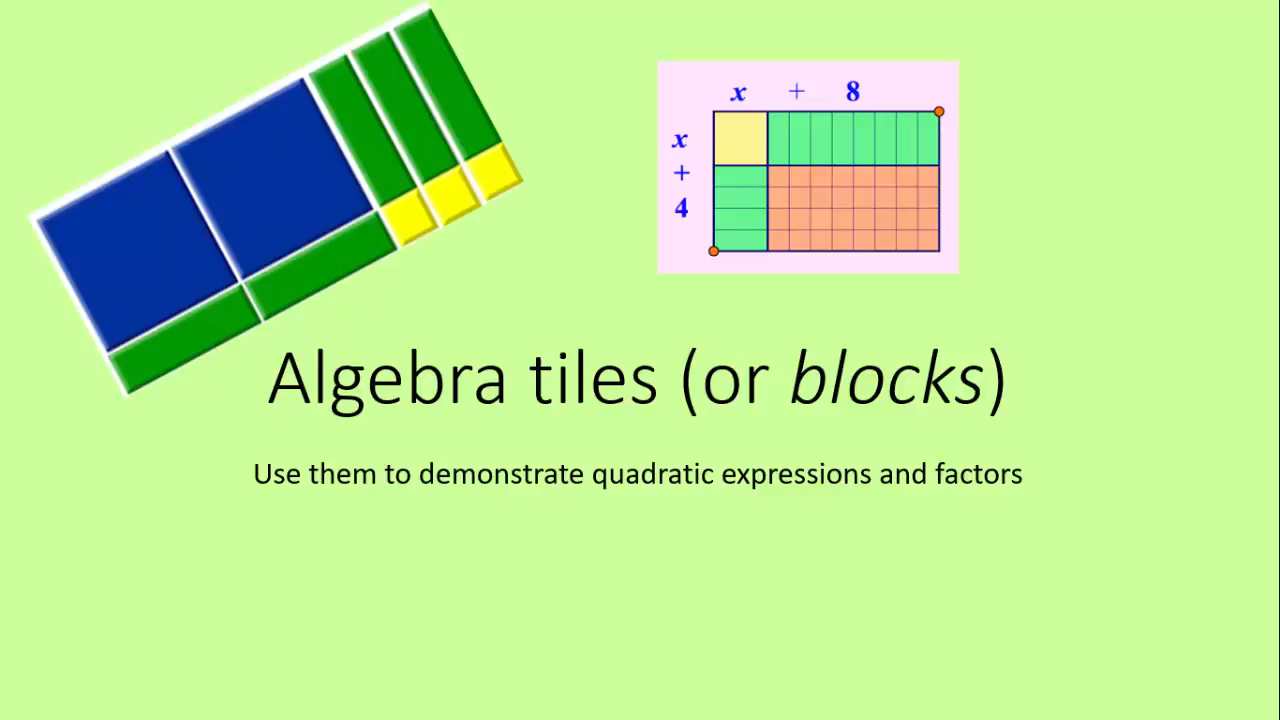 x + 8
x
+
4
Algebra tiles (or blocks)
Use them to demonstrate quadratic expressions and factors